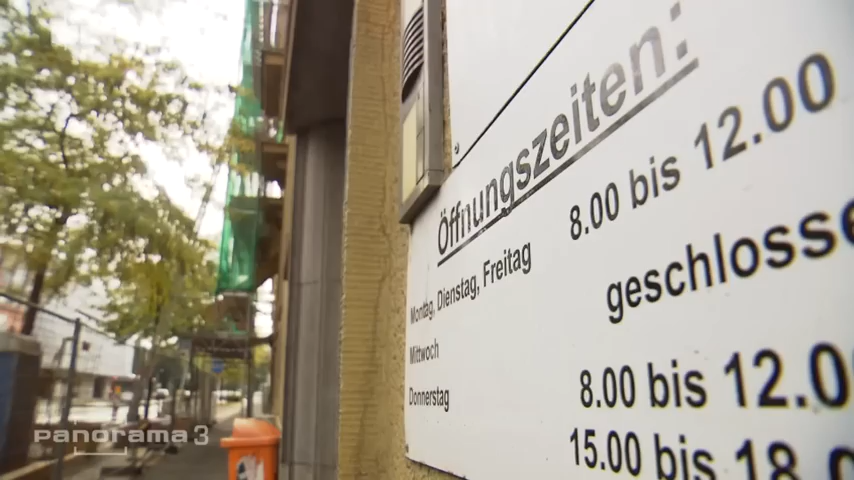 Öffnungszeiten:
Montag, Dienstag, Freitag 8.00 bis 12.00
Mittwoch geschlosse
Donnerstag 8.00 bis 12.0
15.00 bis 18.0
panorama 3